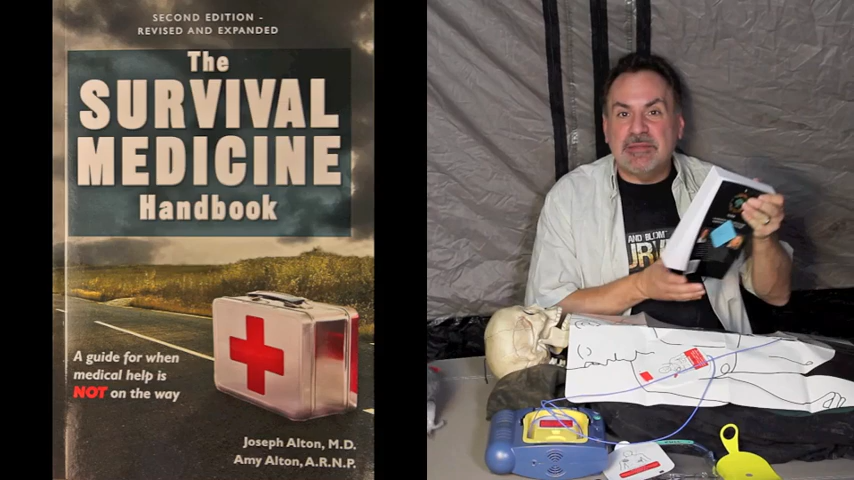 SECOND EDITION -
REVISED AND EXPANDED
The
SURVIVAL
MEDICINE
Handbook
A guide for when
medical help is
NOT on the way
Joseph Alton, M.D.
Amy Alton, A.R.N.P.
AND